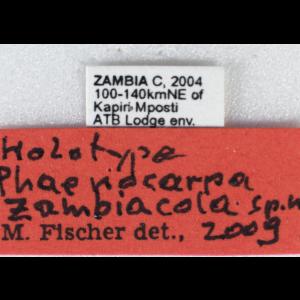 ZAMBIA C, 2004
100-140kmNE of
Kapiri Mposti
ATB Lodge env.
Holotype
Phaenocarpa
zambiacola sp.n
M. Fischer det., 2009